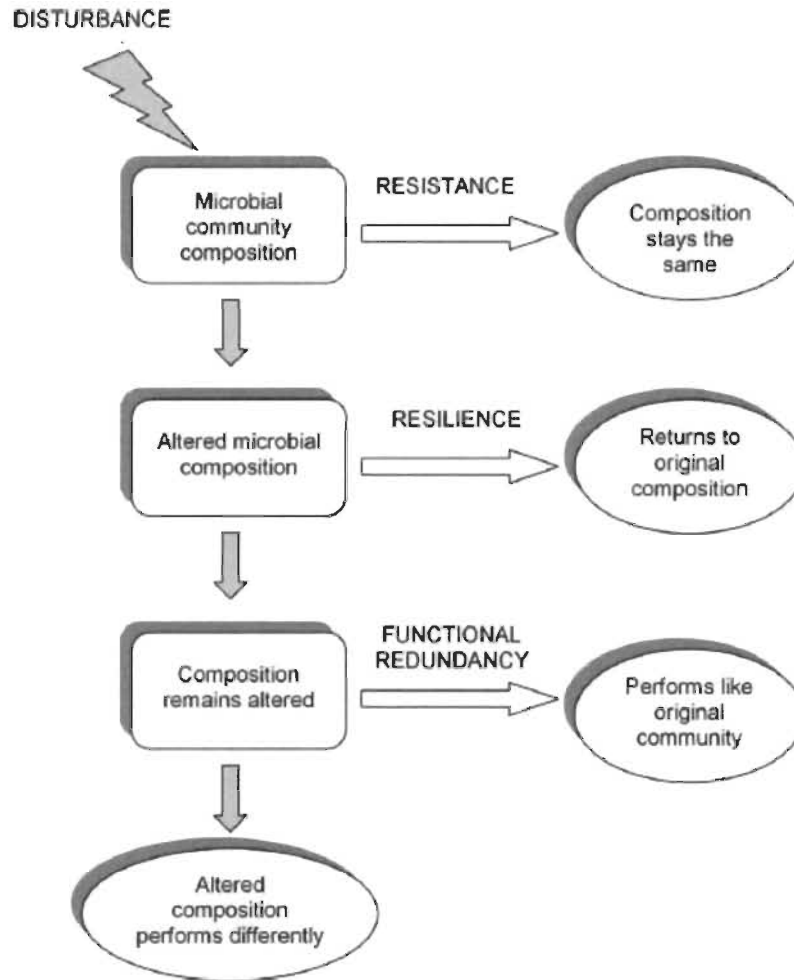 DISTURBANCE
Microbial
community
composition
RESISTANCE
Composition
stays the
same
Altered microbial
composition
RESILIENCE
Returns to
original
composition
Composition
remains altered
FUNCTIONAL
REDUNDANCY
Performs like
original
community
Altered
composition
performs differently